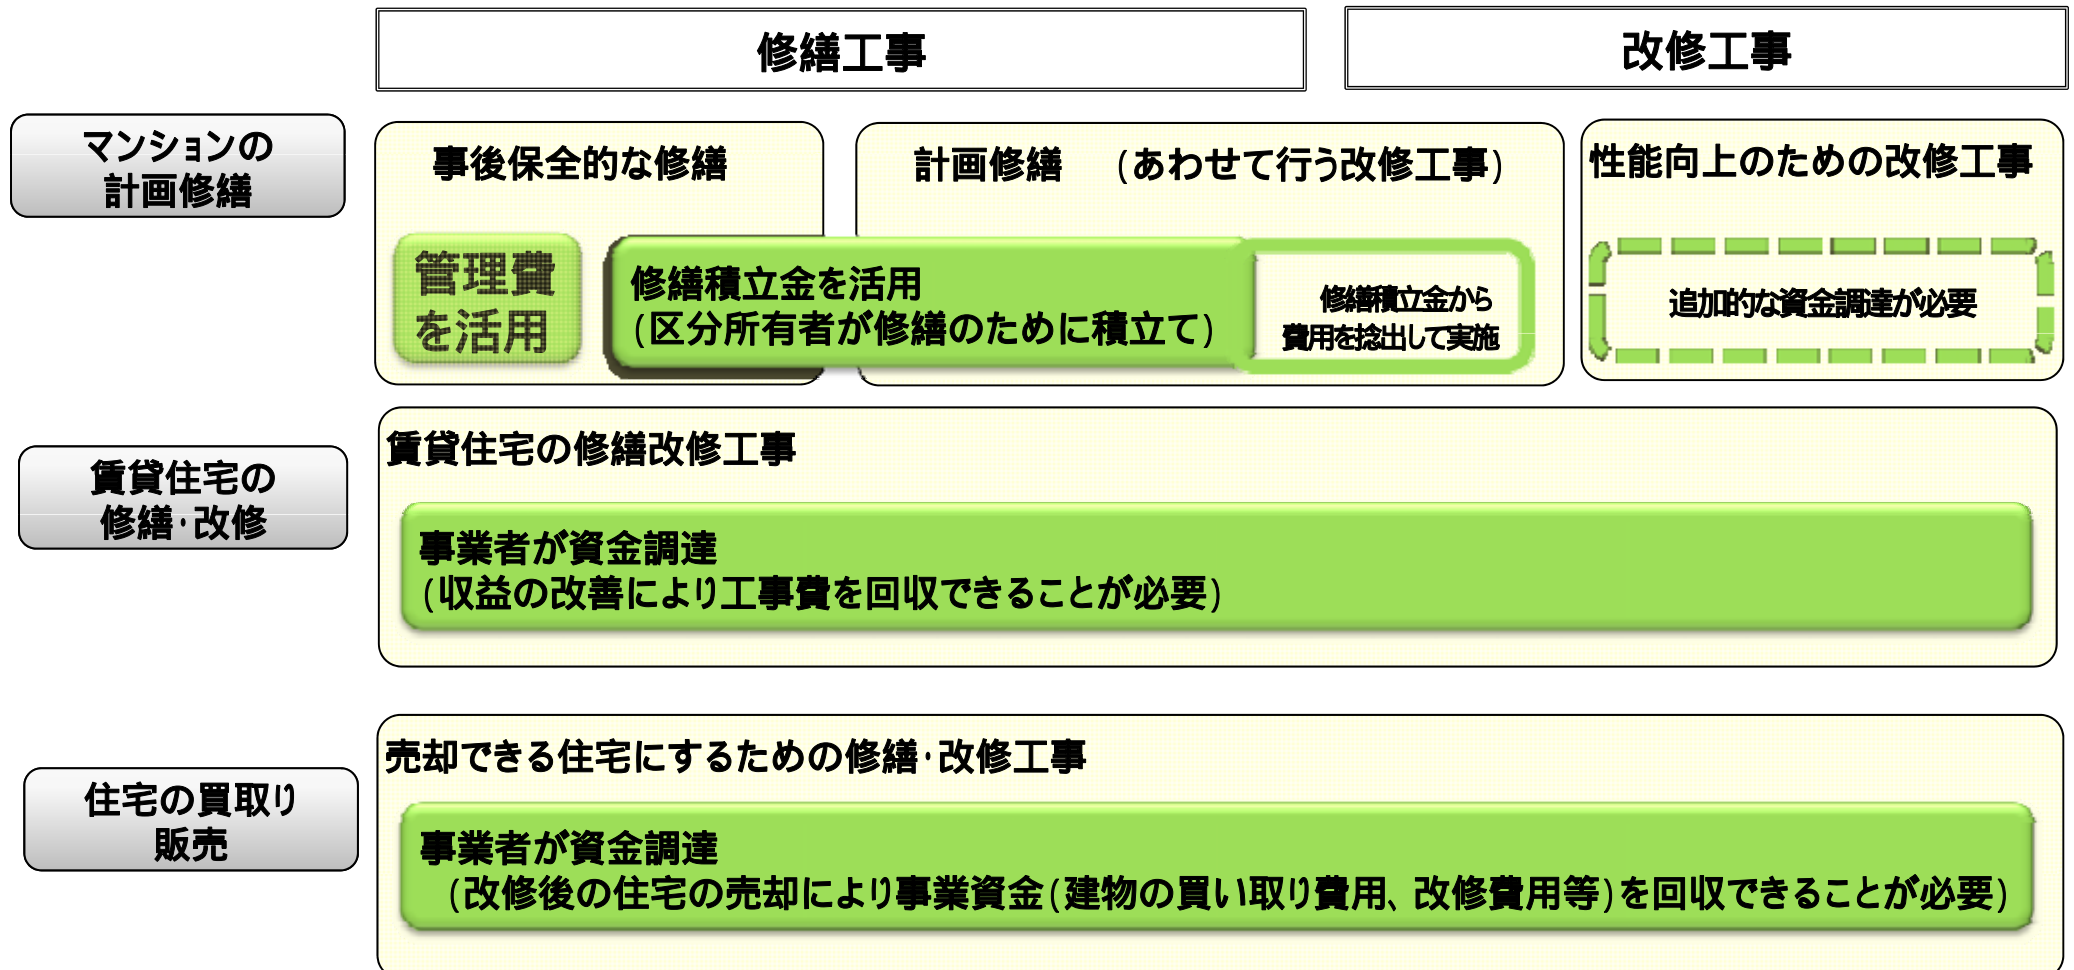 修繕工事
改修工事
マンションの
計画修繕
事後保全的な修繕
計画修繕　(あわせて行う改修工事)
性能向上のための改修工事
管理費
を活用
修繕積立金を活用
(区分所有者が修繕のために積立て)
修繕積立金から
費用を捻出して実施
追加的な資金調達が必要
賃貸住宅の
修繕・改修
賃貸住宅の修繕改修工事
事業者が資金調達
(収益の改善により工事費を回収できることが必要)
住宅の買取り
販売
売却できる住宅にするための修繕・改修工事
事業者が資金調達
(改修後の住宅の売却により事業資金(建物の買い取り費用、改修費用等)を回収できることが必要)